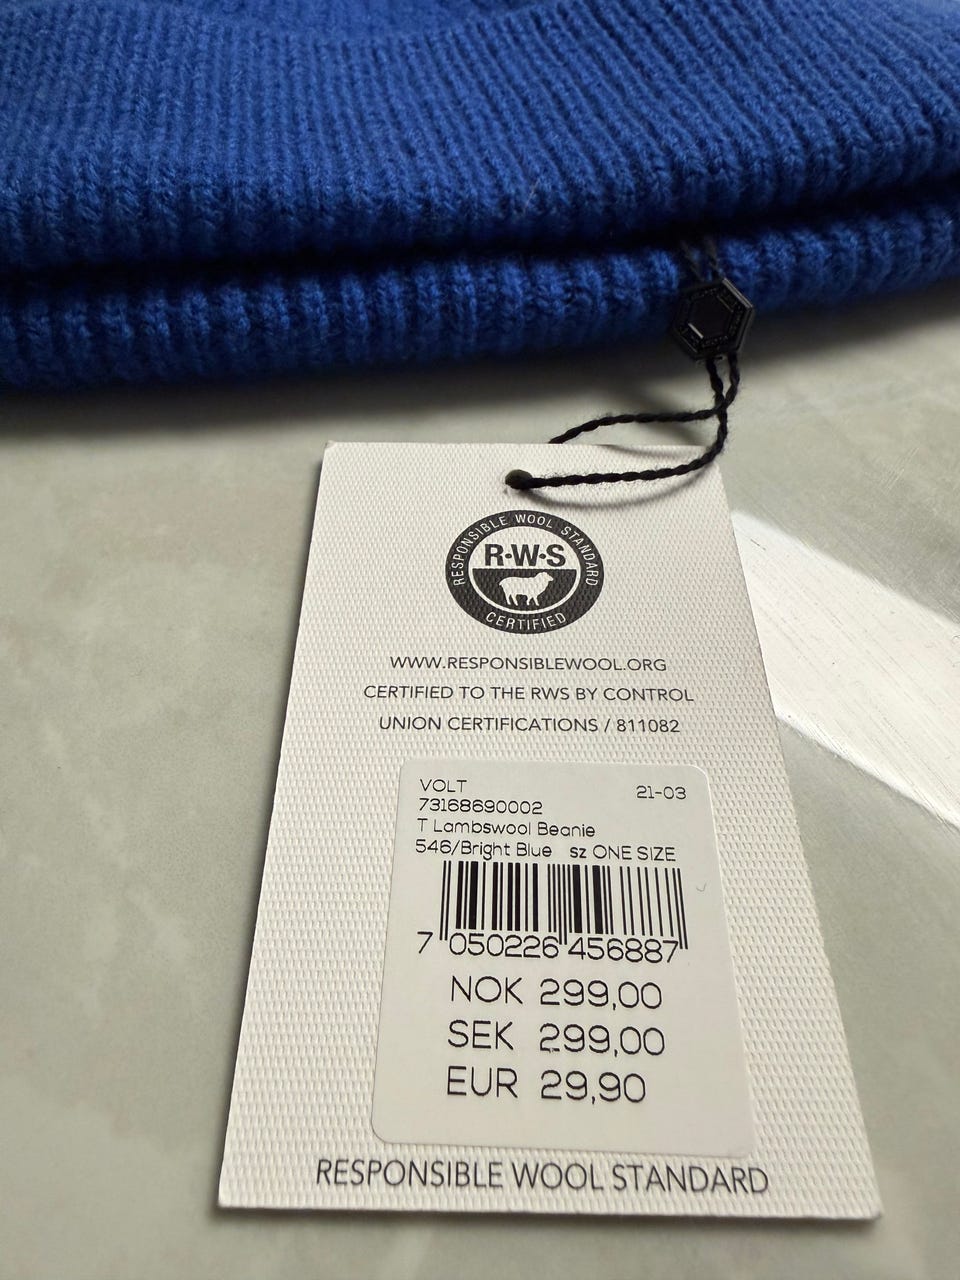 RESPONSIBLE WOOL STANDARD
R·W·S
CERTIFIED
WWW.RESPONSIBLEWOOL.ORG
CERTIFIED TO THE RWS BY CONTROL
UNION CERTIFICATIONS / 811082
VOLT 21-03
73168690002
T Lambswool Beanie
546/Bright Blue sz ONE SIZE
7 050226 456887
NOK 299,00
SEK 299,00
EUR 29,90
RESPONSIBLE WOOL STANDARD